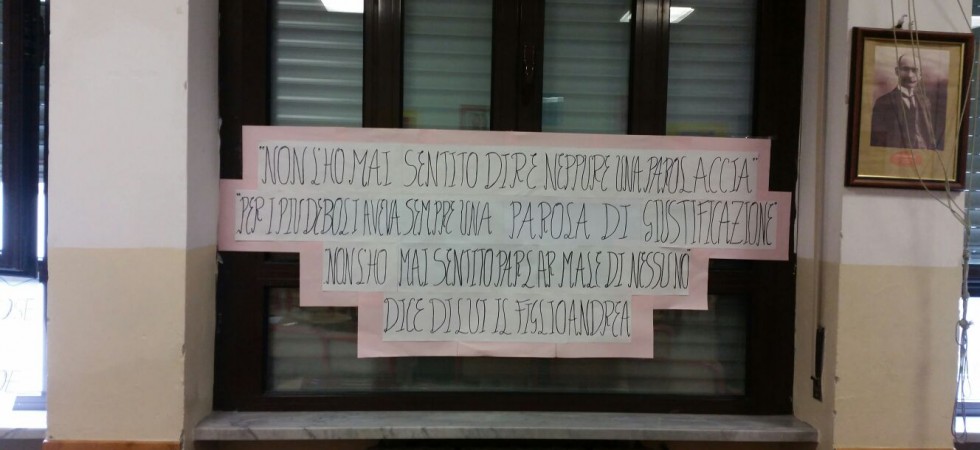 "NON L'HO MAI SENTITO DIRE NEPPURE UNA PAROLACCIA"
"PER I PIÙ DEBOLI AVEVA SEMPRE UNA PAROLA DI GIUSTIFICAZIONE"
NON L'HO MAI SENTITO PARLAR MALE DI NESSUNO"
DICE DI LUI IL FIGLIO ANDREA